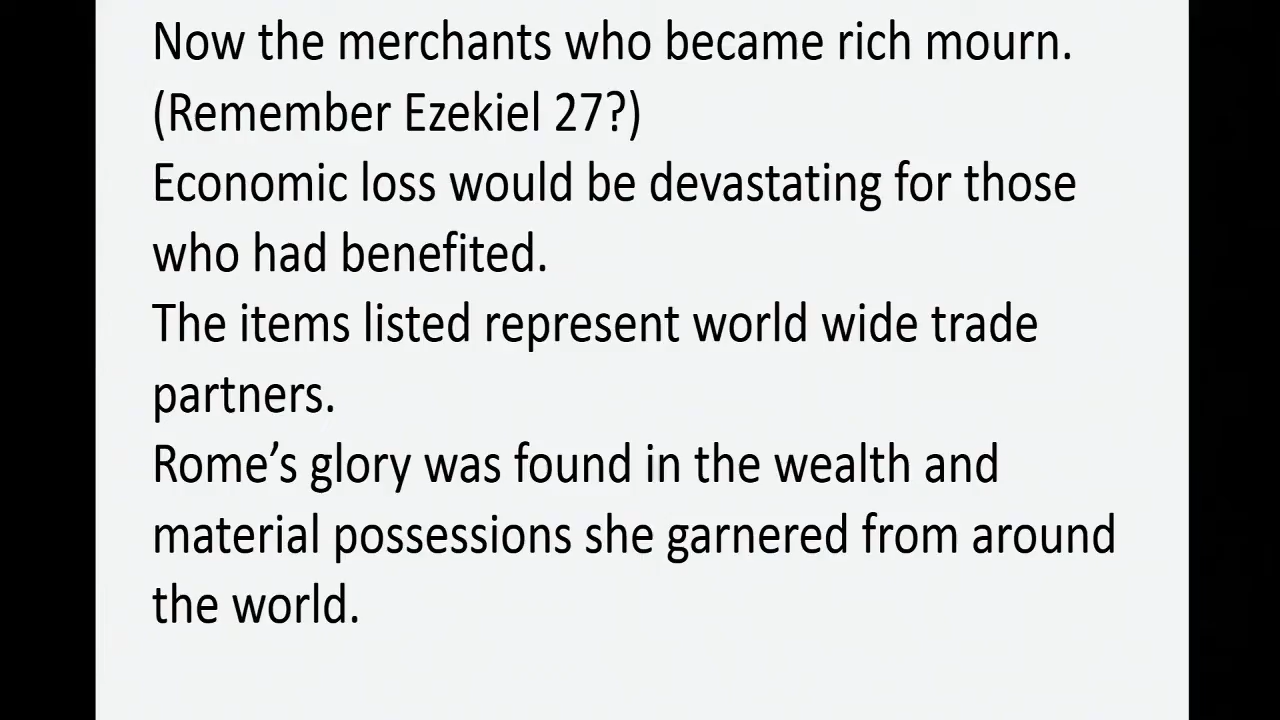 Now the merchants who became rich mourn.
(Remember Ezekiel 27?)
Economic loss would be devastating for those
who had benefited.
The items listed represent world wide trade
partners.
Rome’s glory was found in the wealth and
material possessions she garnered from around
the world.